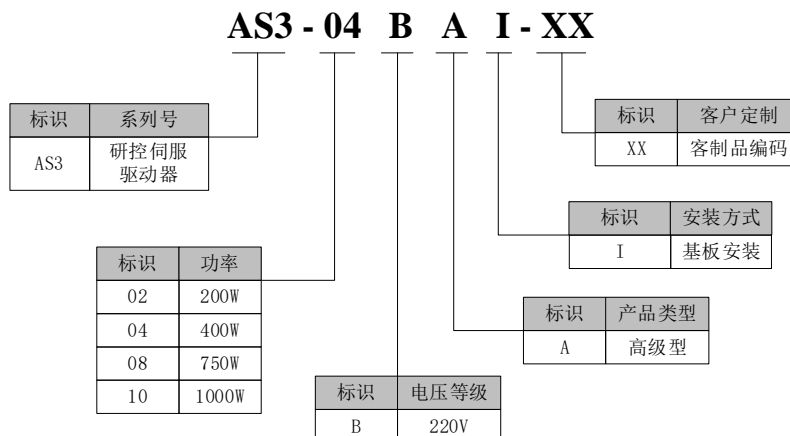 AS3 - 04 B A I - XX
标识 系列号
AS3 研控伺服
驱动器
标识 客户定制
XX 客制品编码
标识 安装方式
I 基板安装
标识 功率
02 200W
04 400W
08 750W
10 1000W
标识 产品类型
A 高级型
标识 电压等级
B 220V